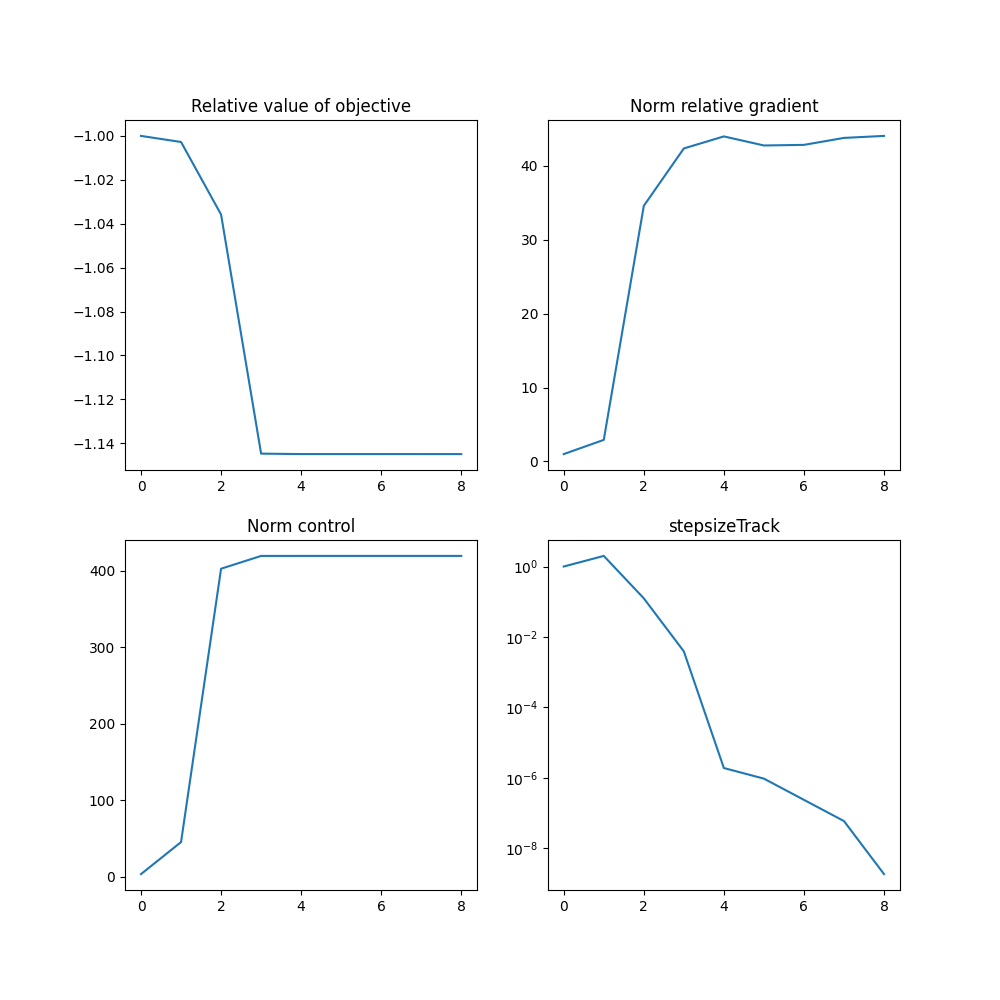 Relative value of objective
−1.00
−1.02
−1.04
−1.06
−1.08
−1.10
−1.12
−1.14
0 2 4 6 8
Norm relative gradient
40
30
20
10
0
0 2 4 6 8
Norm control
400
300
200
100
0
0 2 4 6 8
stepsizeTrack
10⁰
10⁻²
10⁻⁴
10⁻⁶
10⁻⁸
0 2 4 6 8